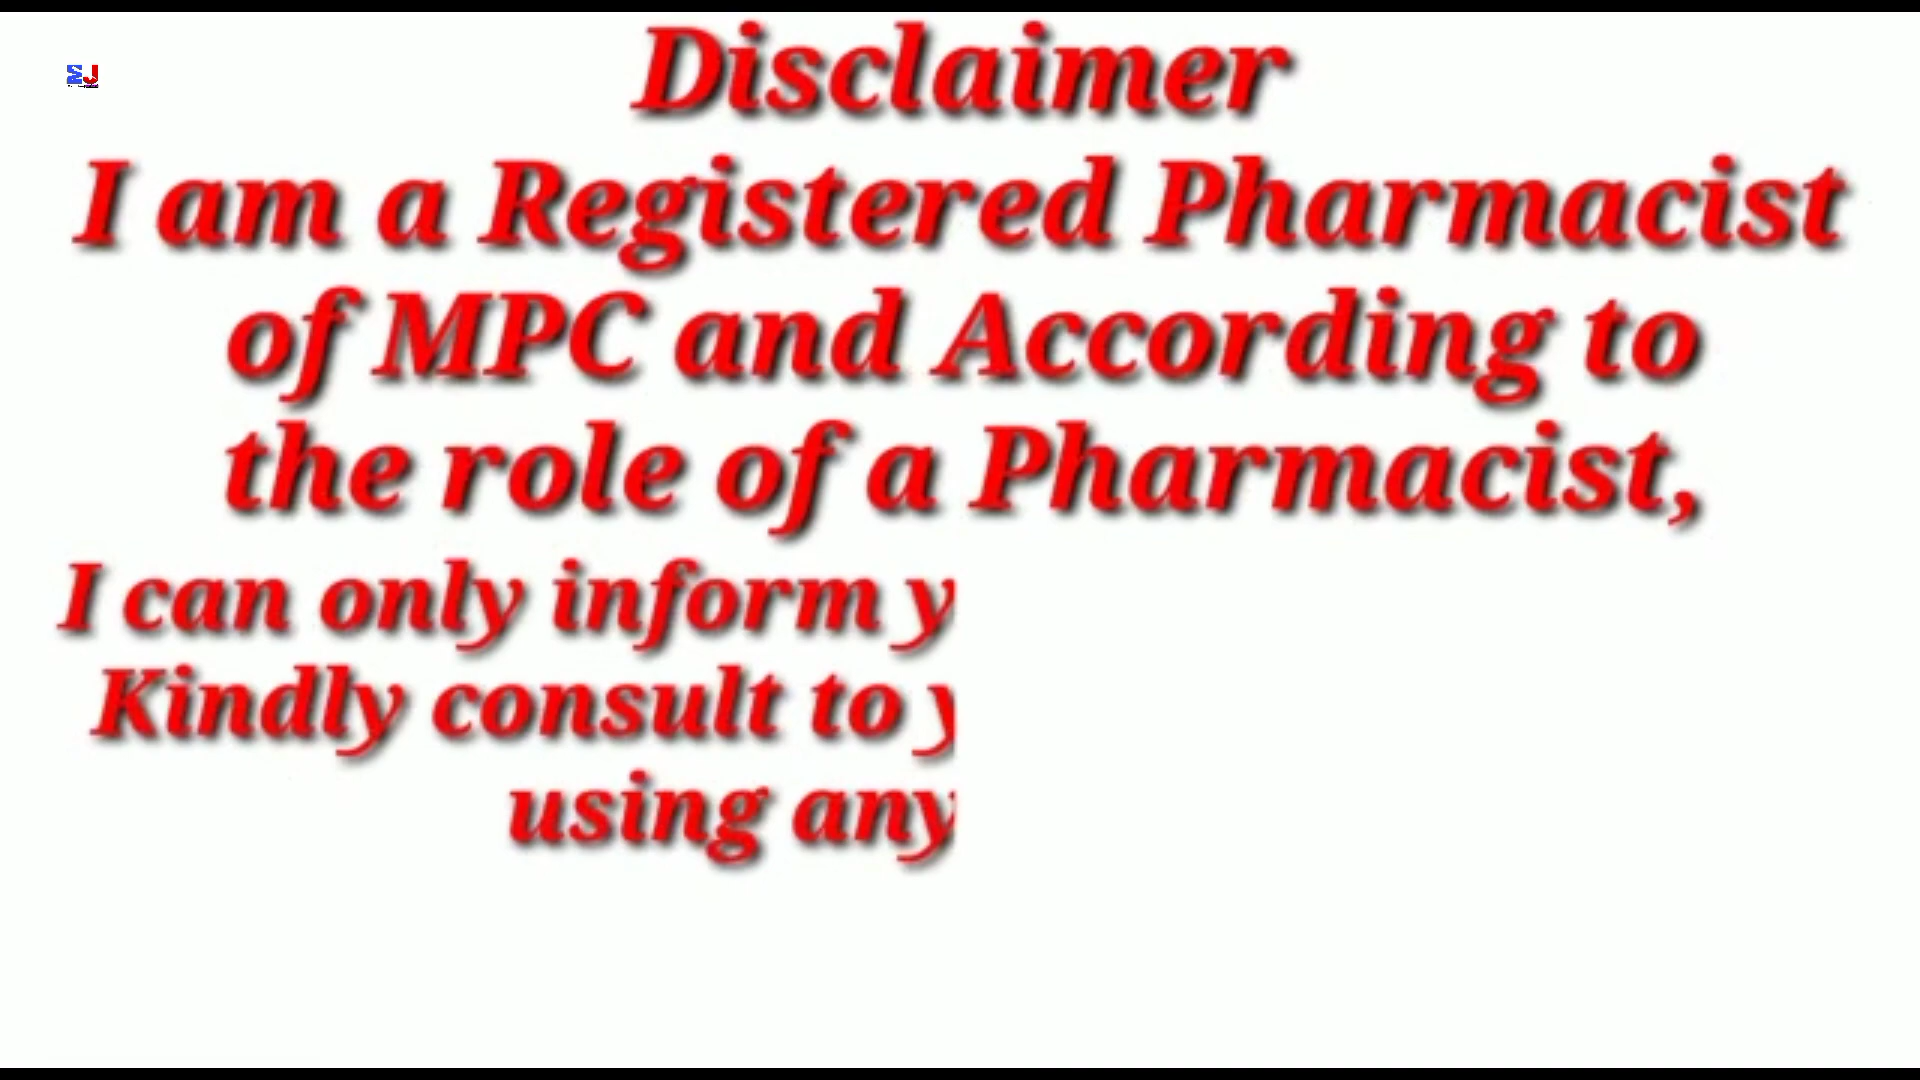 Disclaimer
I am a Registered Pharmacist
of MPC and According to
the role of a Pharmacist,
I can only inform y
Kindly consult to y
using any